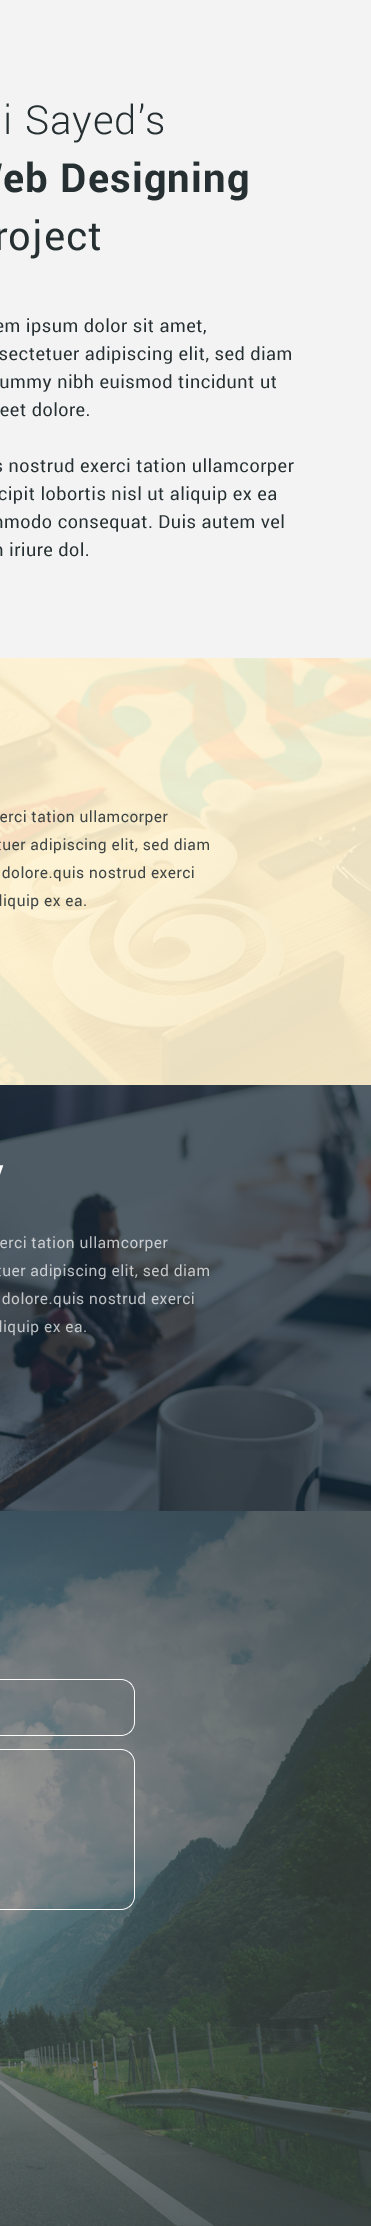 i Sayed’s
eb Designing
roject
em ipsum dolor sit amet,
sectetuer adipiscing elit, sed diam
ummy nibh euismod tincidunt ut
eet dolore.
s nostrud exerci tation ullamcorper
cipit lobortis nisl ut aliquip ex ea
nmodo consequat. Duis autem vel
n iriure dol.
erci tation ullamcorper
tuer adipiscing elit, sed diam
dolore.quis nostrud exerci
liquip ex ea.
erci tation ullamcorper
tuer adipiscing elit, sed diam
dolore.quis nostrud exerci
liquip ex ea.